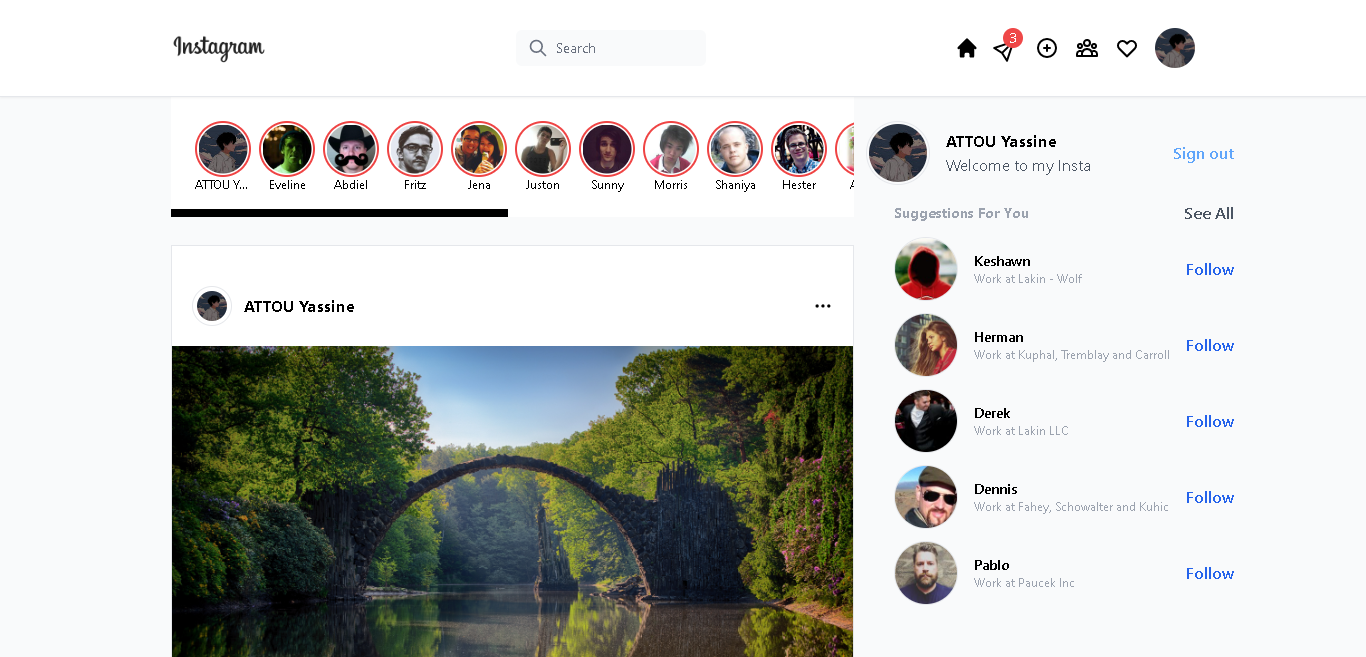 Instagram
Search
3
ATTOU Y...
Eveline
Abdiel
Fritz
Jena
Juston
Sunny
Morris
Shaniya
Hester
ATTOU Yassine
Welcome to my Insta
Sign out
Suggestions For You
See All
Keshawn
Work at Lakin - Wolf
Follow
Herman
Work at Kuphal, Tremblay and Carroll
Follow
Derek
Work at Lakin LLC
Follow
Dennis
Work at Fahey, Schowalter and Kuhic
Follow
Pablo
Work at Paucek Inc
Follow
ATTOU Yassine